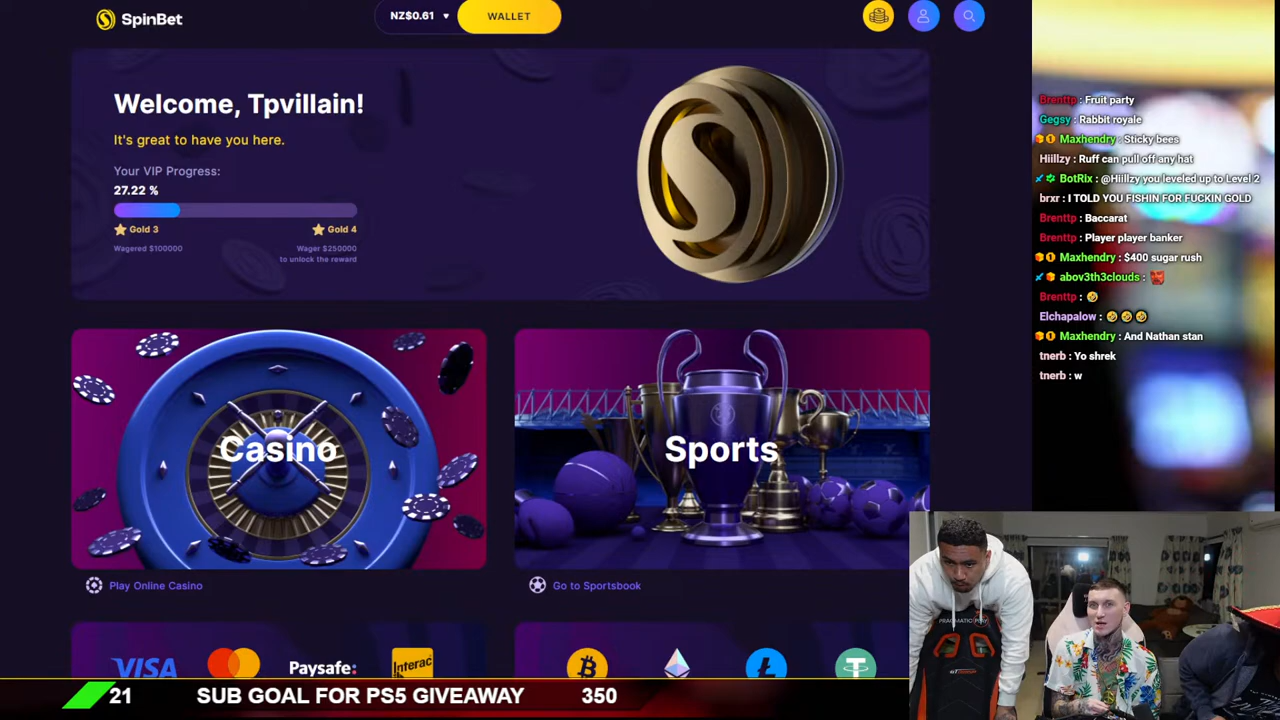 SpinBet
NZ$0.61
WALLET
Welcome, Tpvillain!
It's great to have you here.
Your VIP Progress:
27.22 %
Gold 3
Gold 4
Wagered $100000
Wager $250000
to unlock the reward
Casino
Sports
Play Online Casino
Go to Sportsbook
VISA
Paysafe:
Interac
21
SUB GOAL FOR PS5 GIVEAWAY
350
Brenttp : Fruit party
Gegsy : Rabbit royale
Maxhendry : Sticky bees
Hiillzy : Ruff can pull off any hat
BotRix : @Hiillzy you leveled up to Level 2
brxr : I TOLD YOU FISHIN FOR FUCKIN GOLD
Brenttp : Baccarat
Brenttp : Player player banker
Maxhendry : $400 sugar rush
abov3th3clouds :
Brenttp : 🤣
Elchapalow : 🤣 🤣 🤣
Maxhendry : And Nathan stan
tnerb : Yo shrek
tnerb : w
PRAGMATIC PLAY